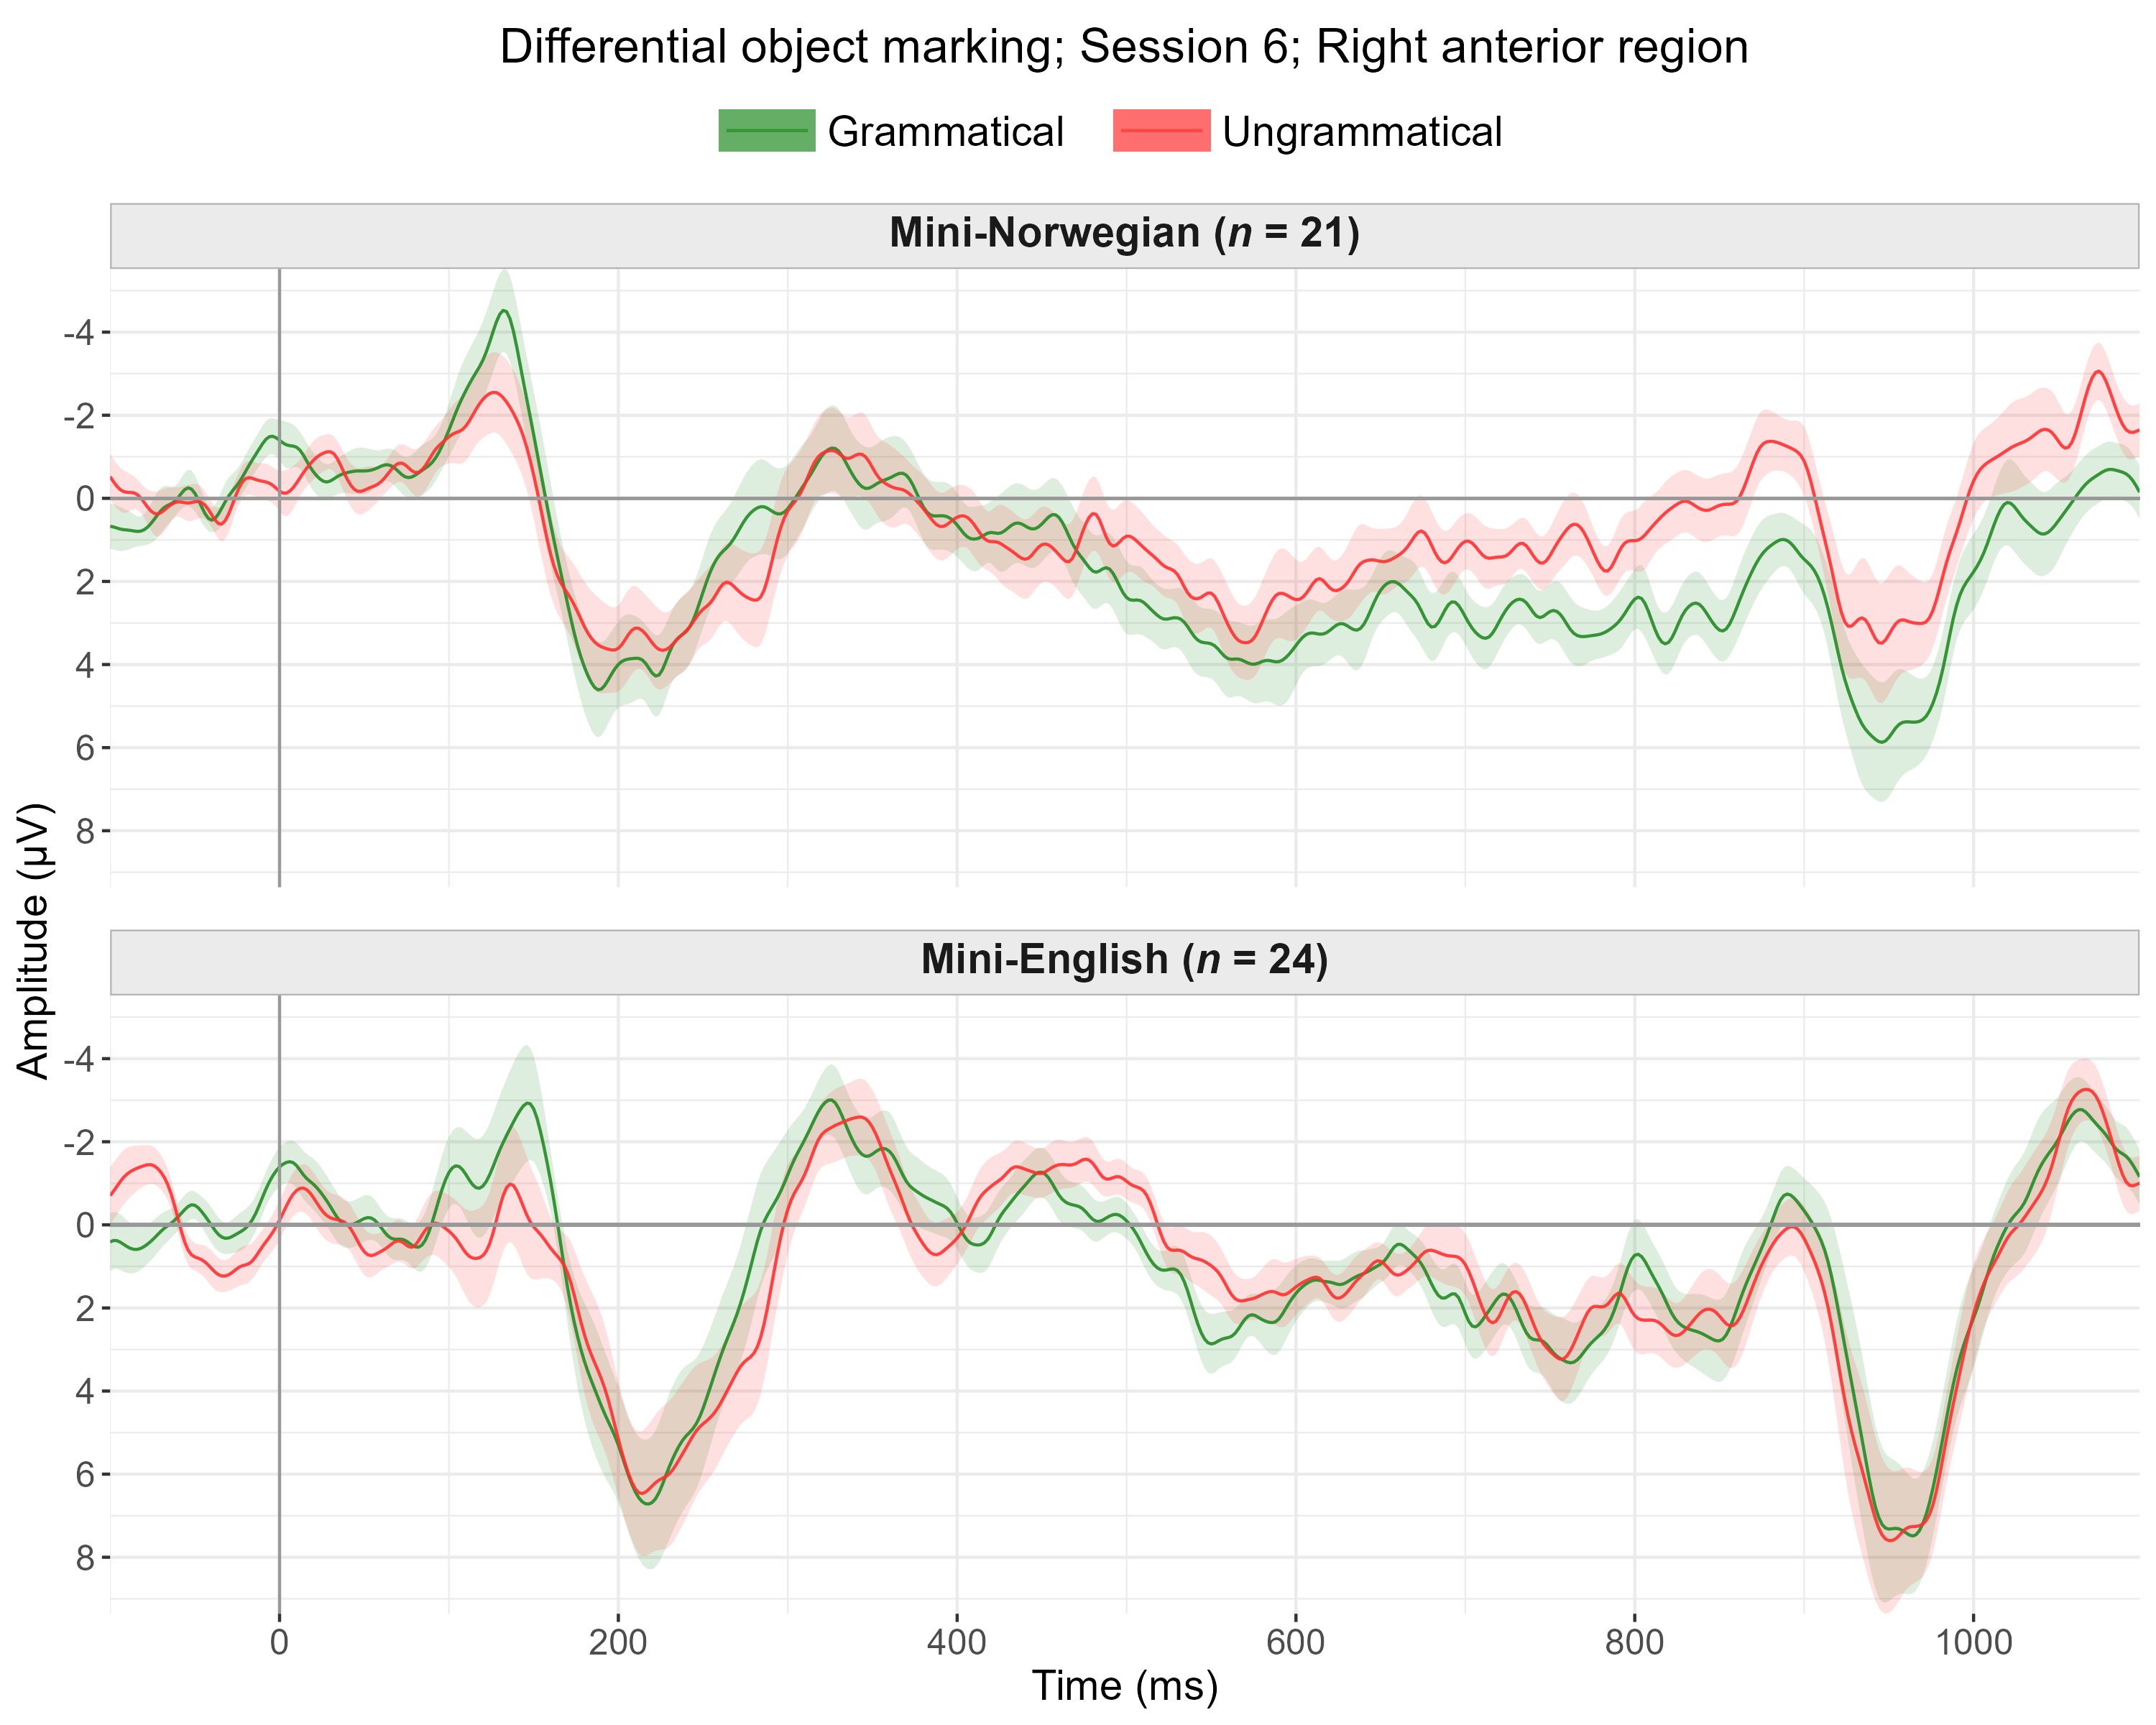 Differential object marking; Session 6; Right anterior region
Grammatical
Ungrammatical
Mini-Norwegian (n = 21)
-4
-2
0
2
4
6
8
Amplitude (µV)
Mini-English (n = 24)
-4
-2
0
2
4
6
8
0 200 400 600 800 1000
Time (ms)